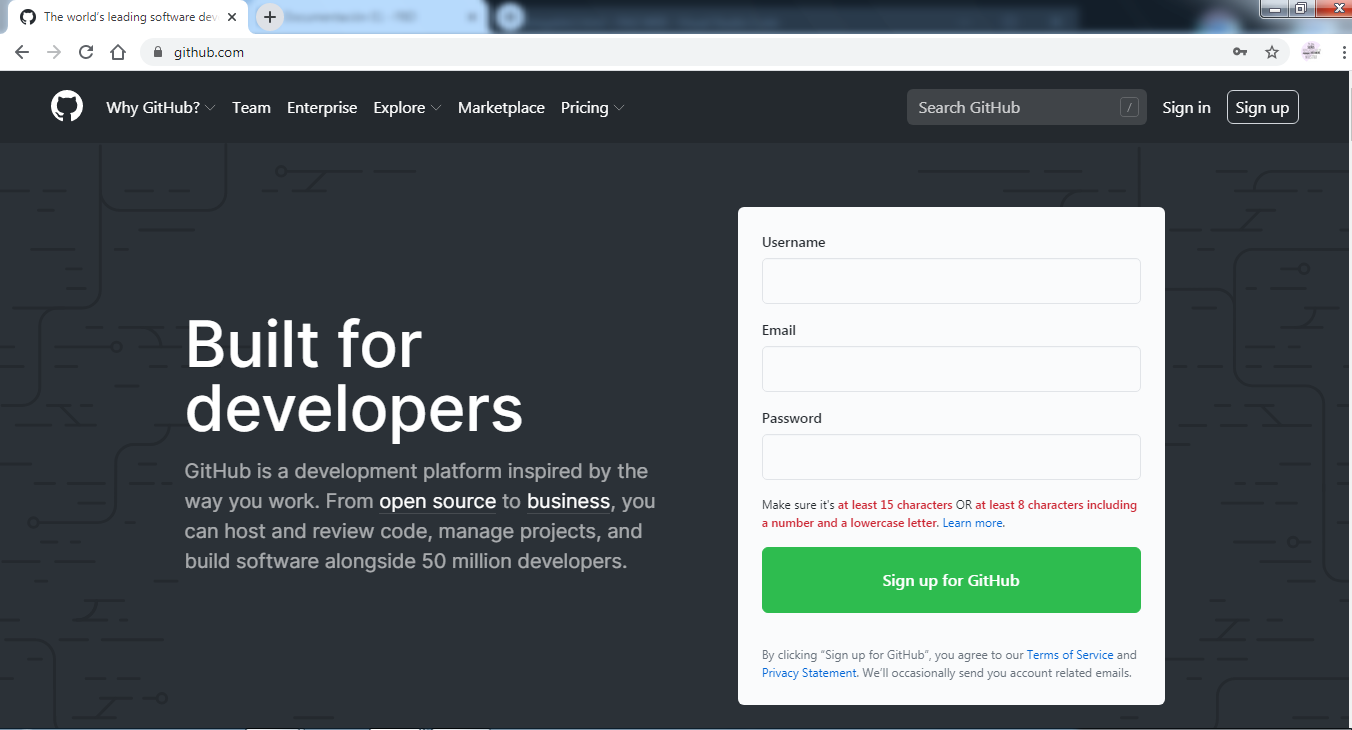 The world's leading software dev
github.com
Why GitHub?
Team
Enterprise
Explore
Marketplace
Pricing
Search GitHub
/
Sign in
Sign up
Built for
developers
GitHub is a development platform inspired by the
way you work. From open source to business, you
can host and review code, manage projects, and
build software alongside 50 million developers.
Username
Email
Password
Make sure it's at least 15 characters OR at least 8 characters including
a number and a lowercase letter. Learn more.
Sign up for GitHub
By clicking “Sign up for GitHub”, you agree to our Terms of Service and
Privacy Statement. We'll occasionally send you account related emails.